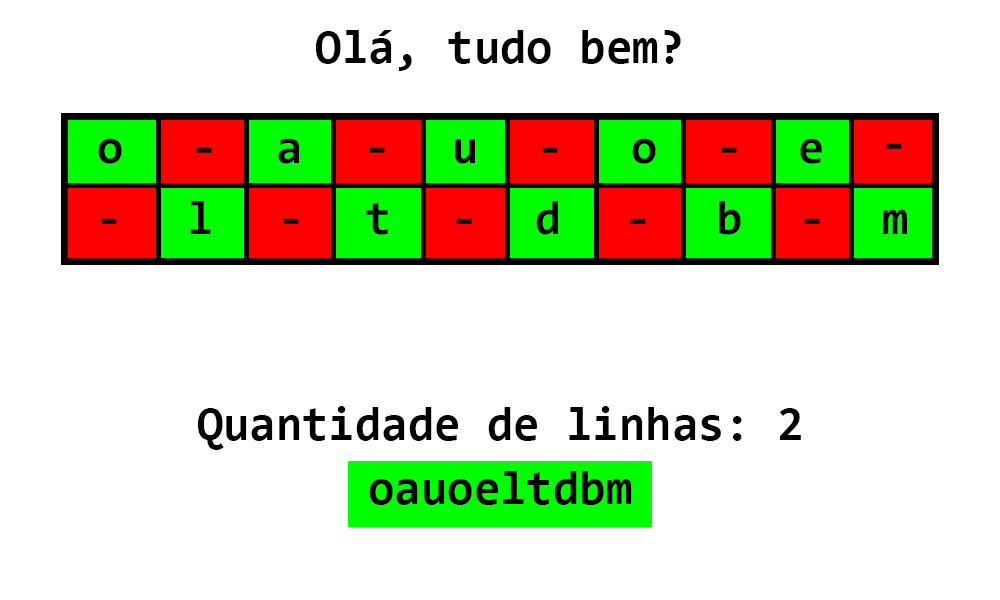 Olá, tudo bem?
o - a - u - o - e -
- l - t - d - b - m
Quantidade de linhas: 2
oauoeltdbm